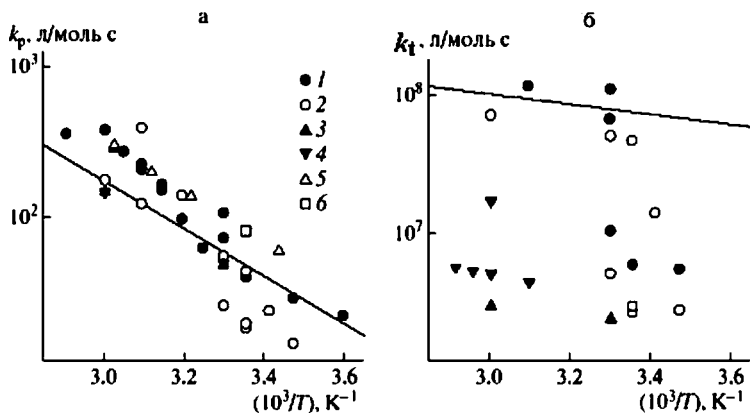 а
k_p, л/моль с
10³
10²
1
2
3
4
5
6
3.0 3.2 3.4 3.6
(10³/T), K⁻¹
б
k_t, л/моль с
10⁸
10⁷
3.0 3.2 3.4 3.6
(10³/T), K⁻¹